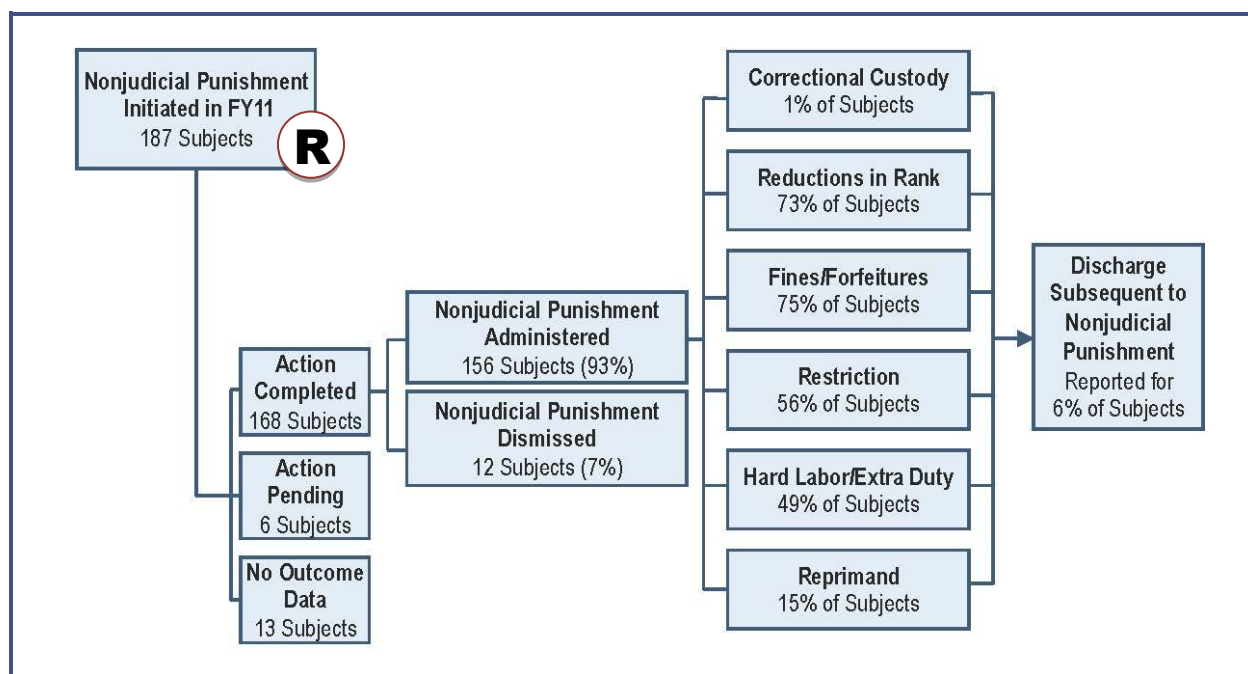 Nonjudicial Punishment
Initiated in FY11
187 Subjects
R
Action
Completed
168 Subjects
Action
Pending
6 Subjects
No Outcome
Data
13 Subjects
Nonjudicial Punishment
Administered
156 Subjects (93%)
Nonjudicial Punishment
Dismissed
12 Subjects (7%)
Correctional Custody
1% of Subjects
Reductions in Rank
73% of Subjects
Fines/Forfeitures
75% of Subjects
Restriction
56% of Subjects
Hard Labor/Extra Duty
49% of Subjects
Reprimand
15% of Subjects
Discharge
Subsequent to
Nonjudicial
Punishment
Reported for
6% of Subjects